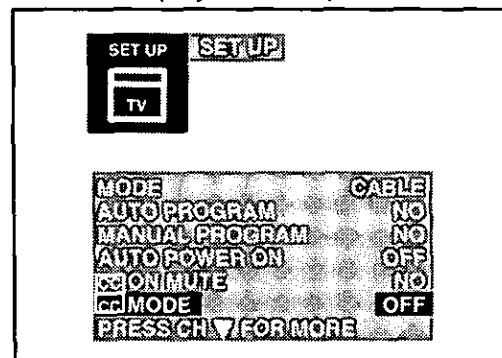 SET UP SET UP
TV
MODE CABLE
AUTO PROGRAM NO
MANUAL PROGRAM NO
AUTO POWER ON OFF
CC ON MUTE NO
CC MODE OFF
PRESS CH ▼ FOR MORE